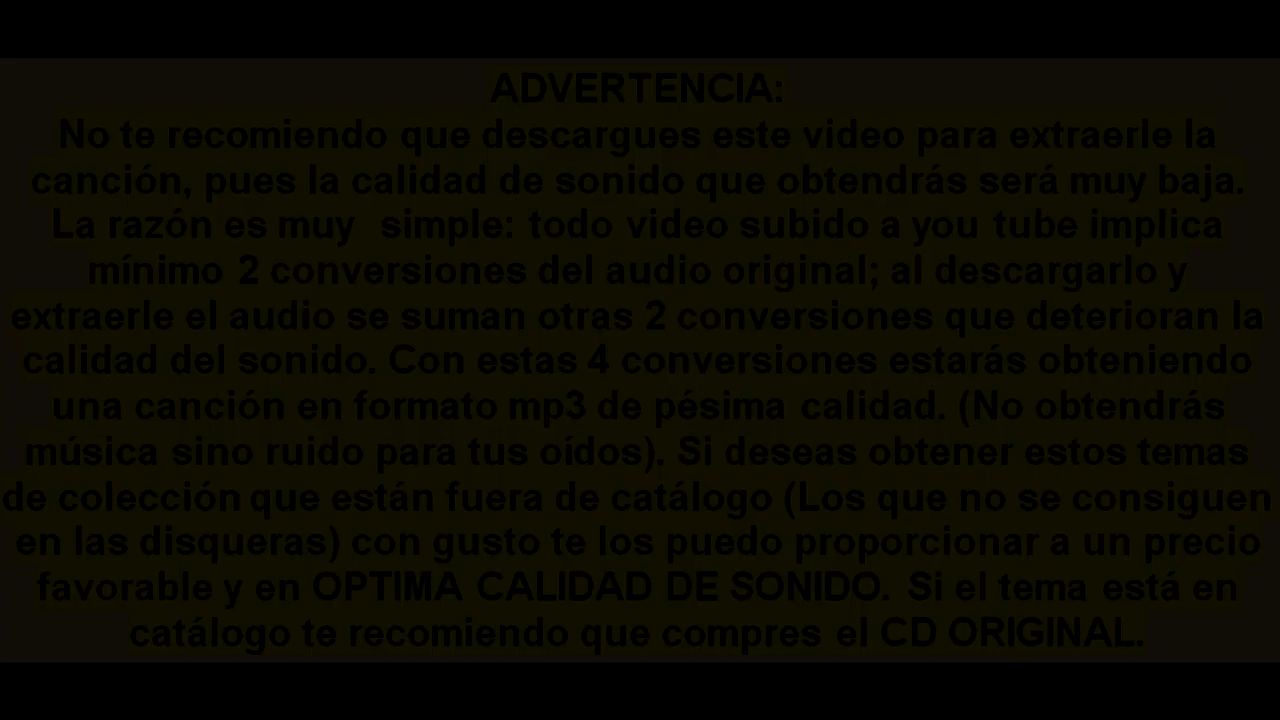 ADVERTENCIA:
No te recomiendo que descargues este video para extraerle la
canción, pues la calidad de sonido que obtendrás será muy baja.
La razón es muy  simple: todo video subido a you tube implica
mínimo 2 conversiones del audio original; al descargarlo y
extraerle el audio se suman otras 2 conversiones que deterioran la
calidad del sonido. Con estas 4 conversiones estarás obteniendo
una canción en formato mp3 de pésima calidad. (No obtendrás
música sino ruido para tus oídos). Si deseas obtener estos temas
de colección que están fuera de catálogo (Los que no se consiguen
en las disqueras) con gusto te los puedo proporcionar a un precio
favorable y en OPTIMA CALIDAD DE SONIDO. Si el tema está en
catálogo te recomiendo que compres el CD ORIGINAL.